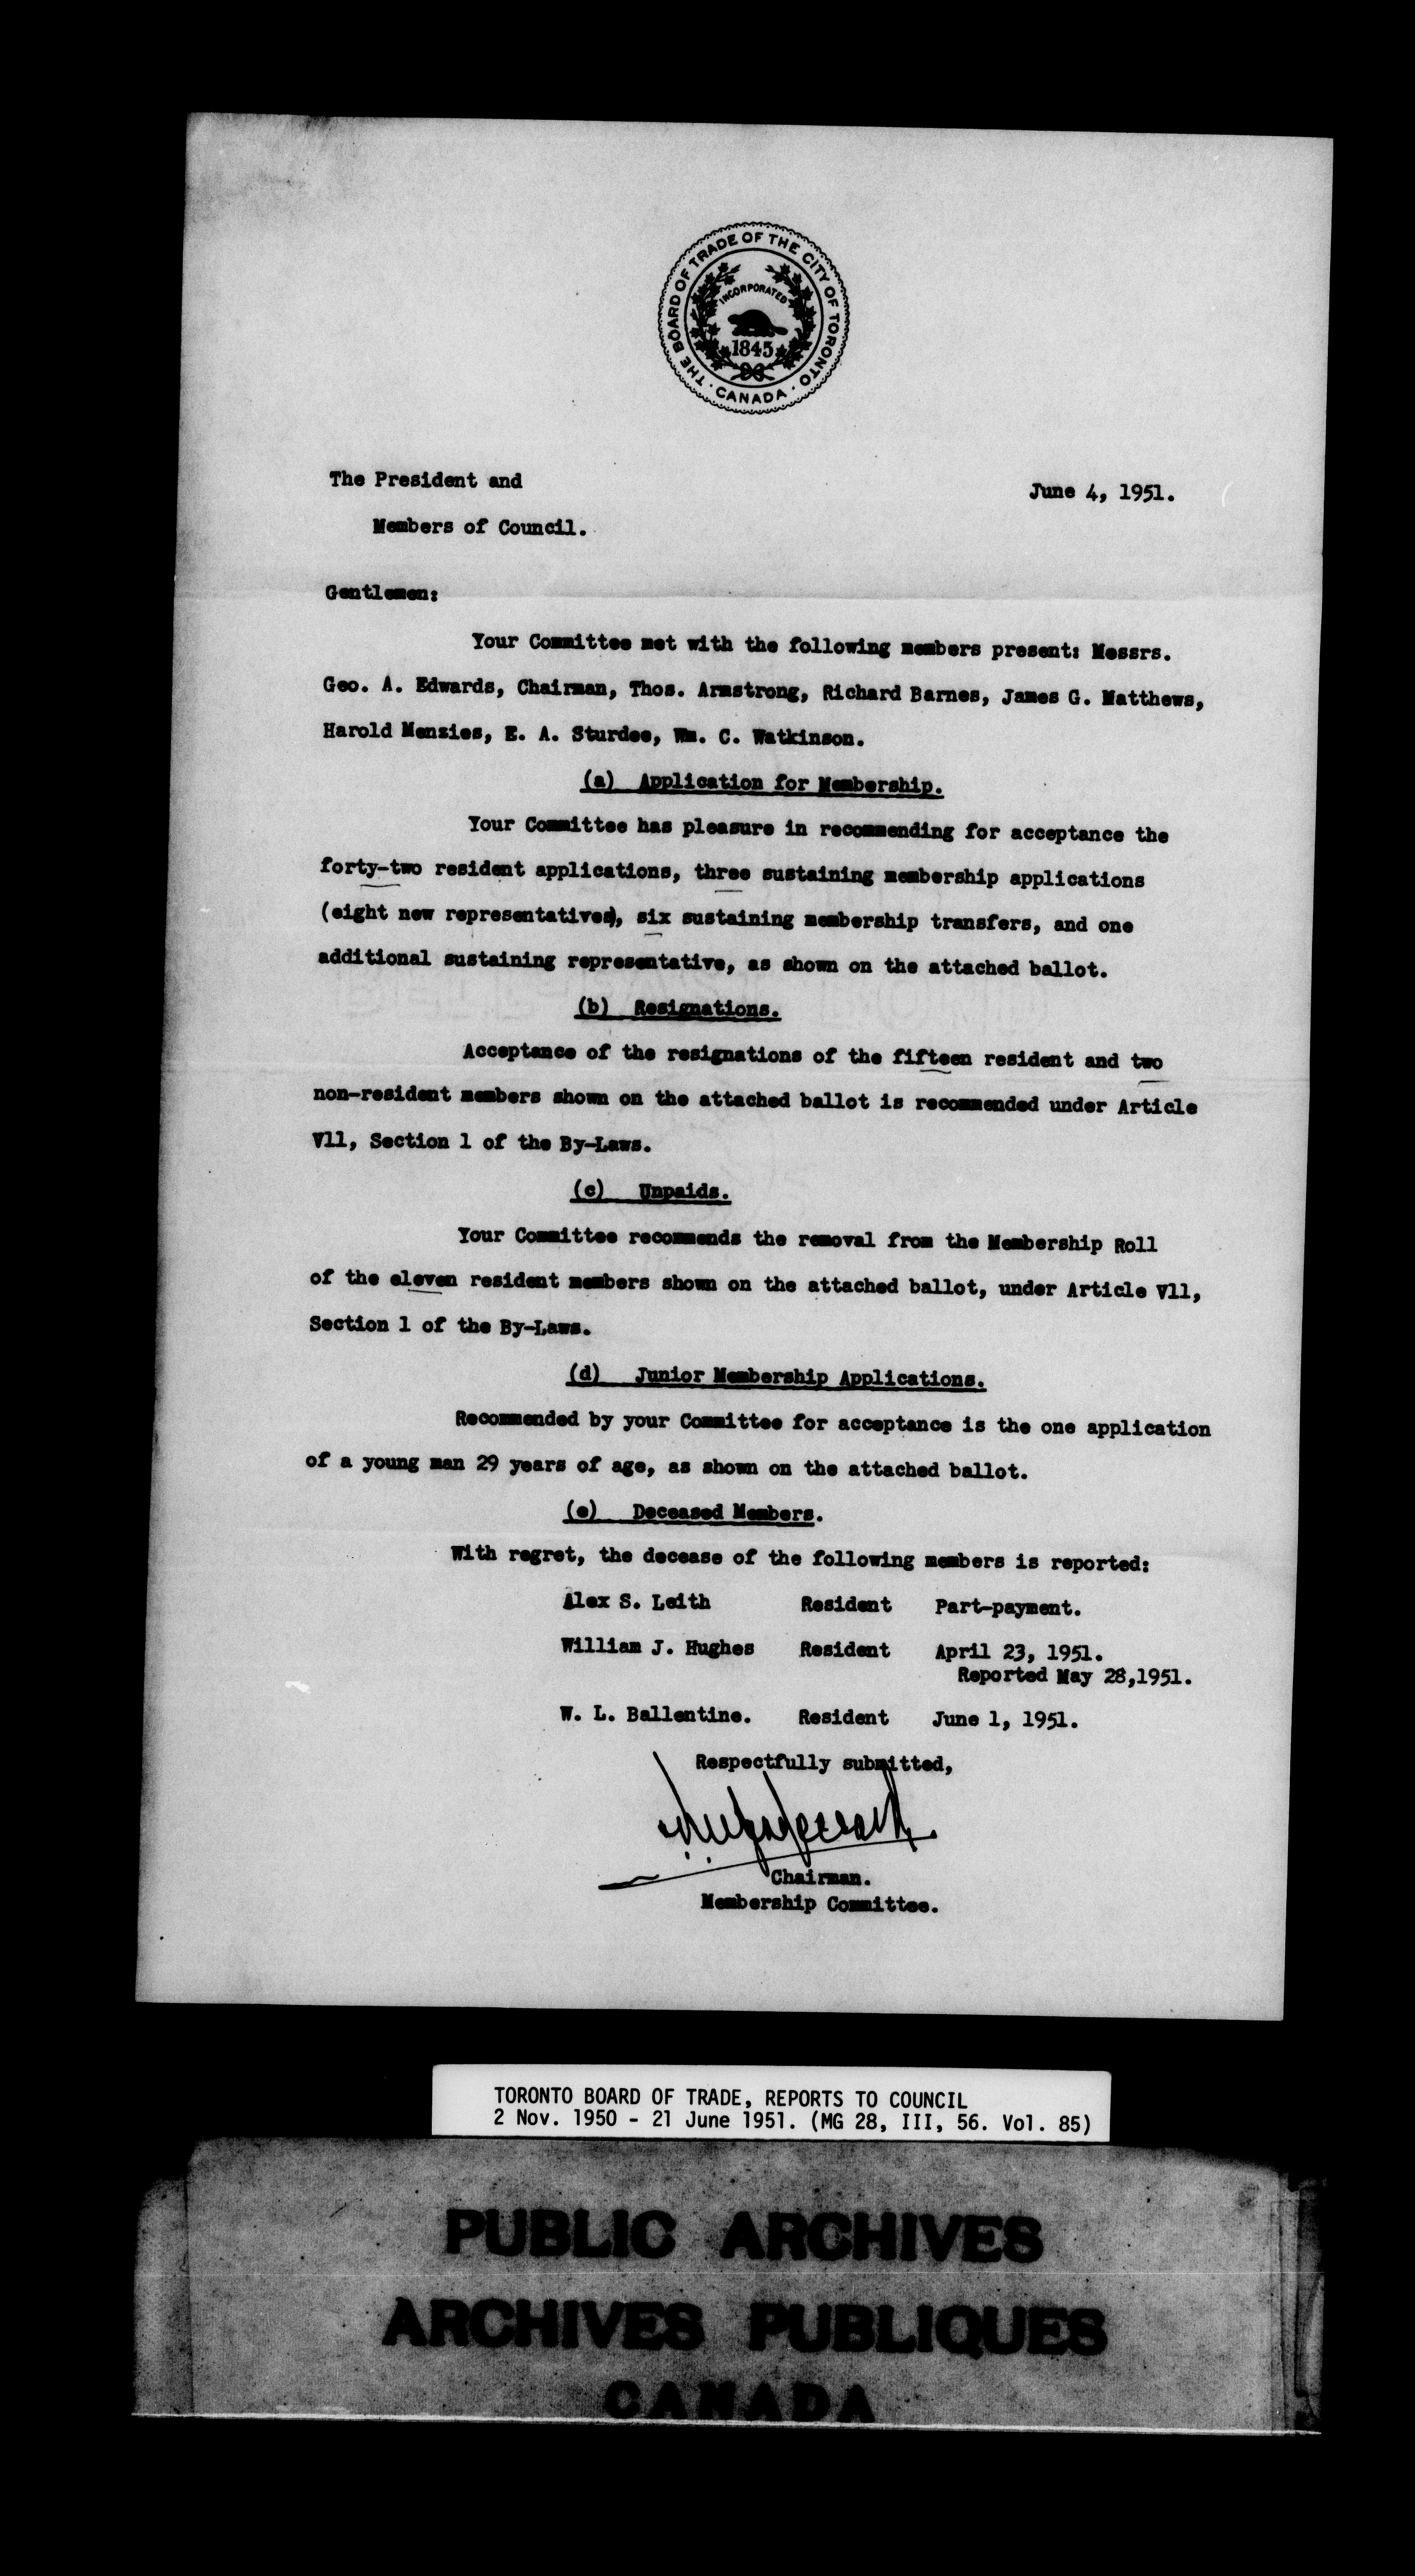 THE BOARD OF TRADE OF THE CITY OF TORONTO
· CANADA ·
INCORPORATED
1845
The President and
June 4, 1951.
Members of Council.
Gentlemen:
Your Committee met with the following members present: Messrs.
Geo. A. Edwards, Chairman, Thos. Armstrong, Richard Barnes, James G. Matthews,
Harold Menzies, E. A. Sturdee, Wm. C. Watkinson.
(a) Application for Membership.
Your Committee has pleasure in recommending for acceptance the
forty-two resident applications, three sustaining membership applications
(eight new representatives), six sustaining membership transfers, and one
additional sustaining representative, as shown on the attached ballot.
(b) Resignations.
Acceptance of the resignations of the fifteen resident and two
non-resident members shown on the attached ballot is recommended under Article
Vll, Section 1 of the By-Laws.
(c) Unpaids.
Your Committee recommends the removal from the Membership Roll
of the eleven resident members shown on the attached ballot, under Article Vll,
Section 1 of the By-Laws.
(d) Junior Membership Applications.
Recommended by your Committee for acceptance is the one application
of a young man 29 years of age, as shown on the attached ballot.
(e) Deceased Members.
With regret, the decease of the following members is reported:
Alex S. Leith Resident Part-payment.
William J. Hughes Resident April 23, 1951.
Reported May 28,1951.
W. L. Ballentine. Resident June 1, 1951.
Respectfully submitted,
Chairman.
Membership Committee.
TORONTO BOARD OF TRADE, REPORTS TO COUNCIL
2 Nov. 1950 - 21 June 1951. (MG 28, III, 56. Vol. 85)
PUBLIC ARCHIVES
ARCHIVES PUBLIQUES
CANADA